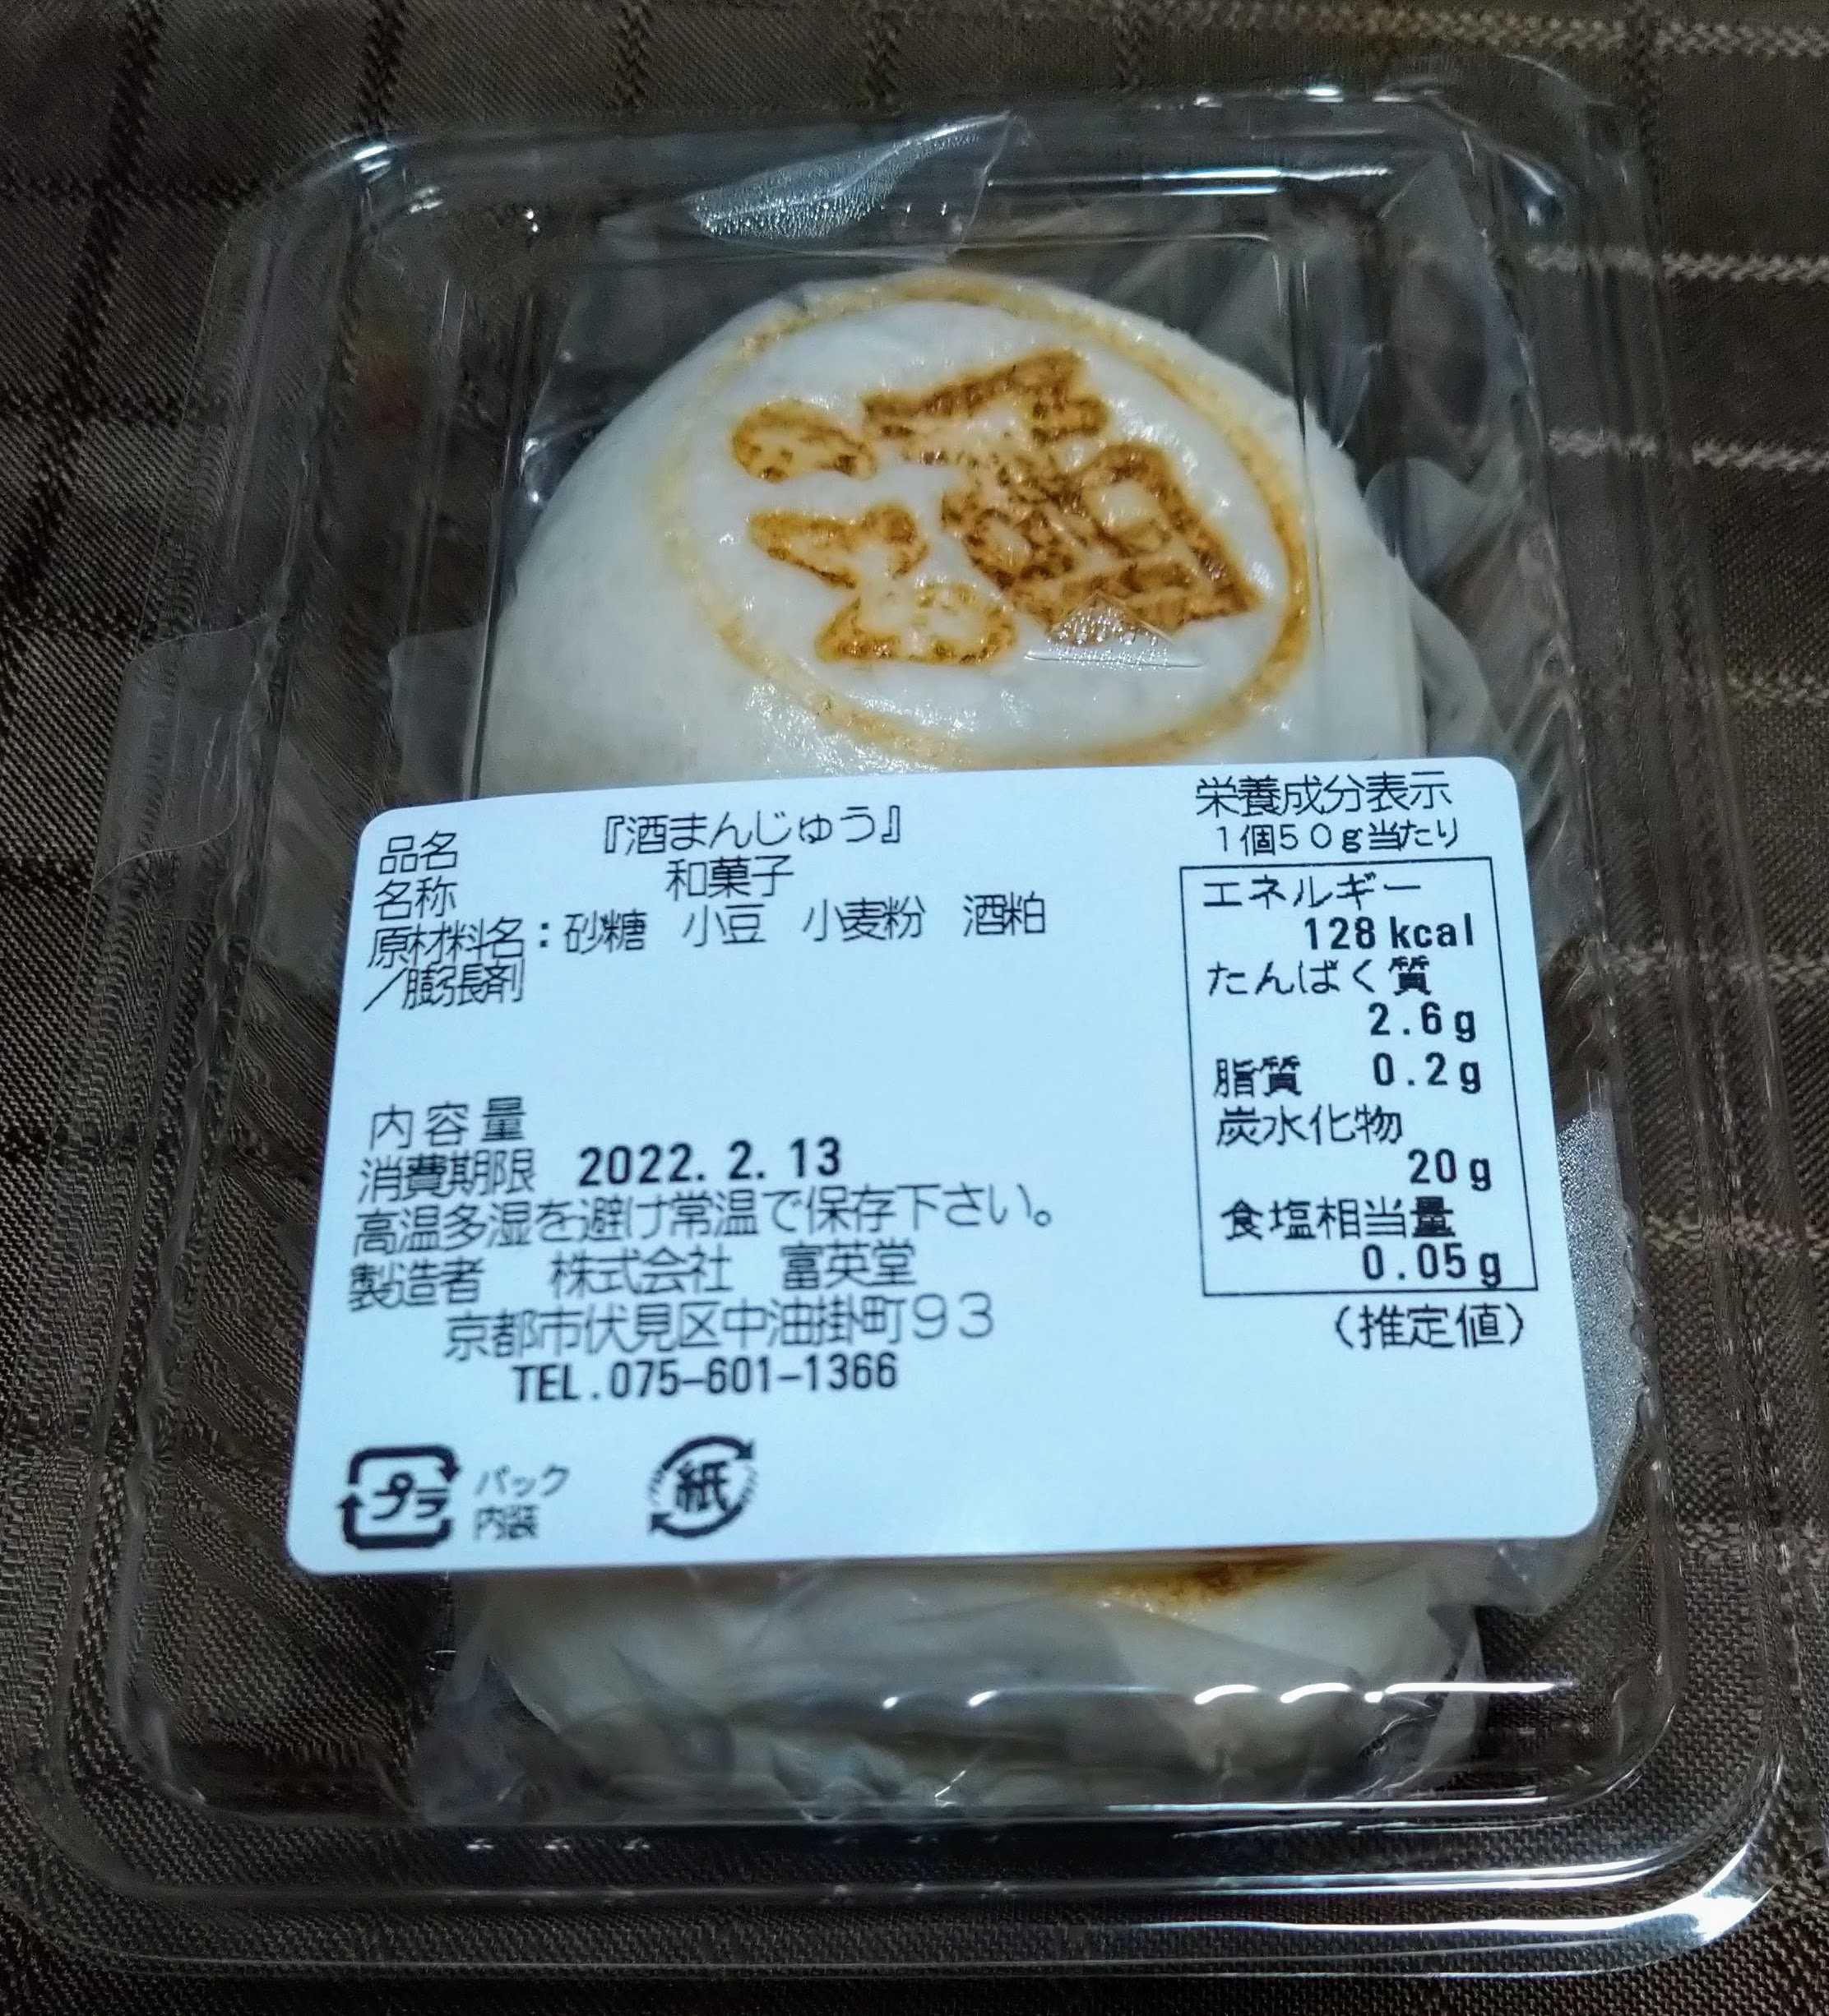 酒
品名 『酒まんじゅう』
名称 和菓子
原材料名：砂糖 小豆 小麦粉 酒粕
／膨張剤
内容量
消費期限 2022. 2. 13
高温多湿を避け常温で保存下さい。
製造者 株式会社 富英堂
京都市伏見区中油掛町９３
TEL.075-601-1366
プラ パック
内装
紙
栄養成分表示
１個５０ｇ当たり
エネルギー
128 kcal
たんぱく質
2.6g
脂質 0.2g
炭水化物
20g
食塩相当量
0.05g
（推定値）